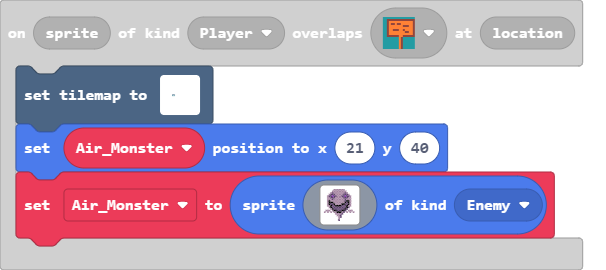 on sprite of kind Player overlaps at location
set tilemap to
set Air_Monster position to x 21 y 40
set Air_Monster to sprite of kind Enemy